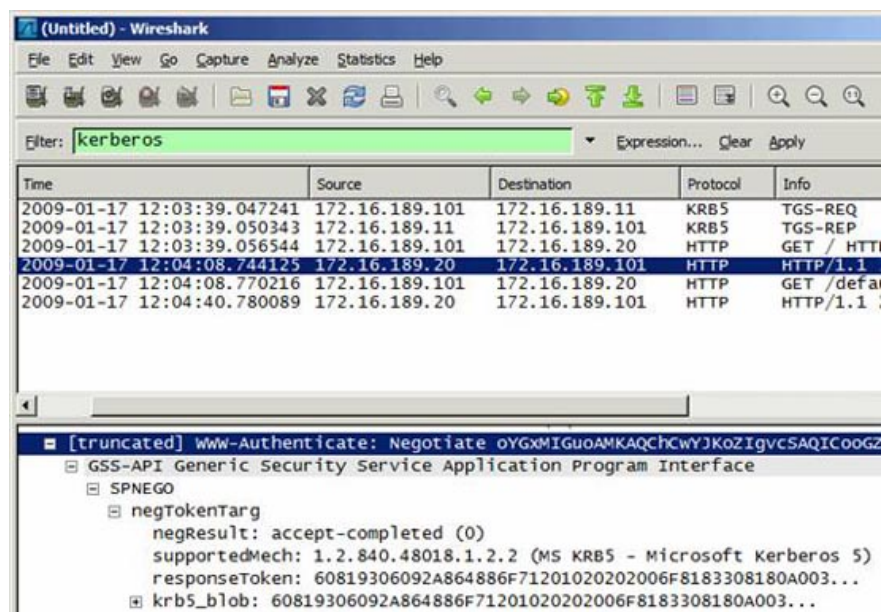 (Untitled) - Wireshark
File Edit View Go Capture Analyze Statistics Help
Filter: kerberos Expression... Clear Apply
Time Source Destination Protocol Info
2009-01-17 12:03:39.047241 172.16.189.101 172.16.189.11 KRB5 TGS-REQ
2009-01-17 12:03:39.050343 172.16.189.11 172.16.189.101 KRB5 TGS-REP
2009-01-17 12:03:39.056544 172.16.189.101 172.16.189.20 HTTP GET / HTT
2009-01-17 12:04:08.744125 172.16.189.20 172.16.189.101 HTTP HTTP/1.1
2009-01-17 12:04:08.770216 172.16.189.101 172.16.189.20 HTTP GET /defau
2009-01-17 12:04:40.780089 172.16.189.20 172.16.189.101 HTTP HTTP/1.1
[truncated] WWW-Authenticate: Negotiate oYGxMIGuoAMKAQChCwYJKoZIgvcSAQICooGZ
GSS-API Generic Security Service Application Program Interface
SPNEGO
negTokenTarg
negResult: accept-completed (0)
supportedMech: 1.2.840.48018.1.2.2 (MS KRB5 - Microsoft Kerberos 5)
responseToken: 60819306092A864886F71201020202006F8183308180A003...
krb5_blob: 60819306092A864886F71201020202006F8183308180A003...